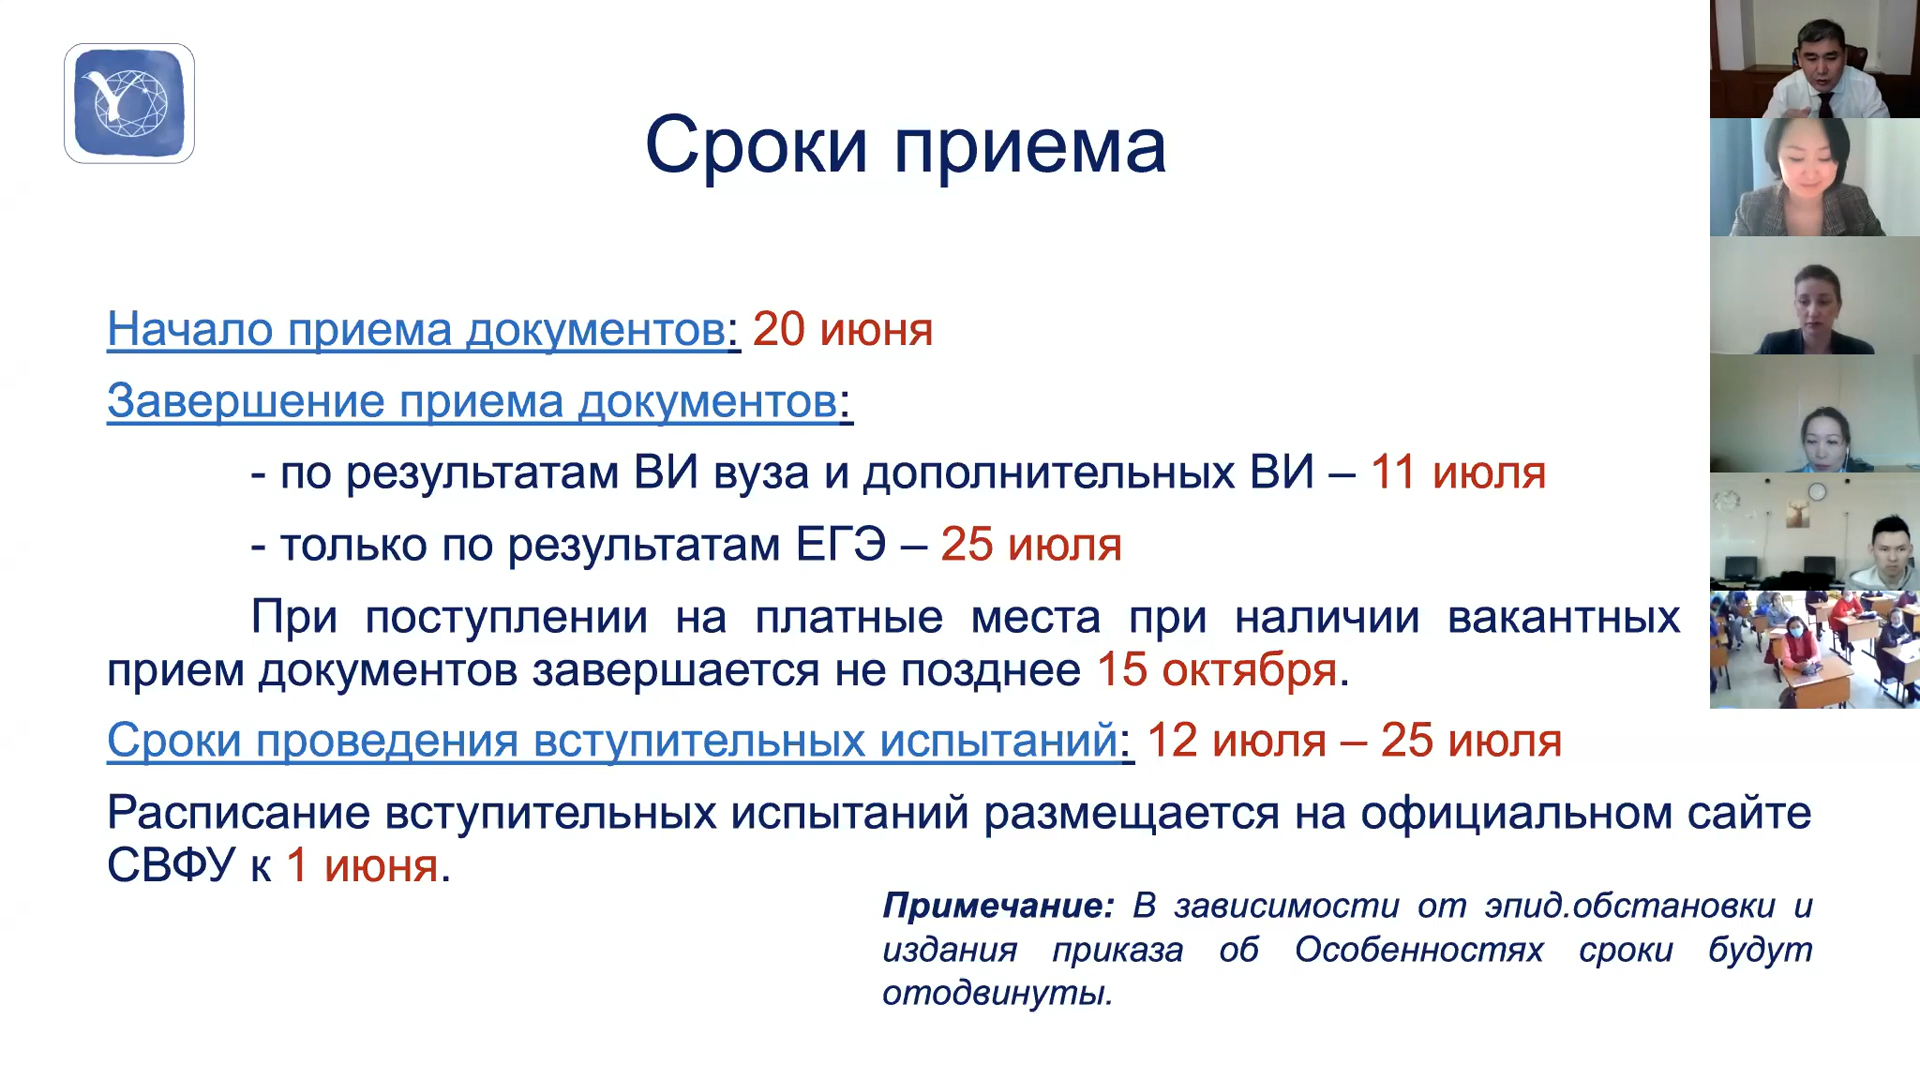 Сроки приема
Начало приема документов: 20 июня
Завершение приема документов:
- по результатам ВИ вуза и дополнительных ВИ – 11 июля
- только по результатам ЕГЭ – 25 июля
При поступлении на платные места при наличии вакантных
прием документов завершается не позднее 15 октября.
Сроки проведения вступительных испытаний: 12 июля – 25 июля
Расписание вступительных испытаний размещается на официальном сайте
СВФУ к 1 июня.
Примечание: В зависимости от эпид.обстановки и
издания приказа об Особенностях сроки будут
отодвинуты.